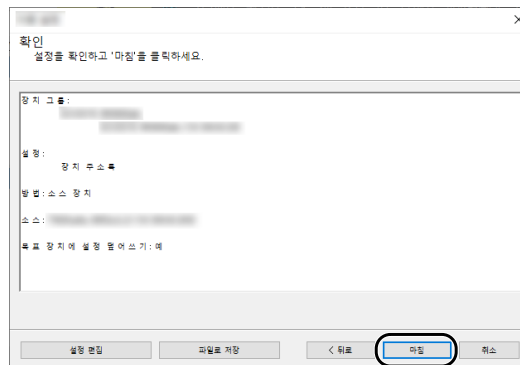 확인
설정을 확인하고 '마침'을 클릭하세요.
장치 그룹:
설정:
장치 주소록
방법:소스 장치
소스:
목표 장치에 설정 덮어쓰기:예
설정 편집 파일로 저장 < 뒤로 마침 취소